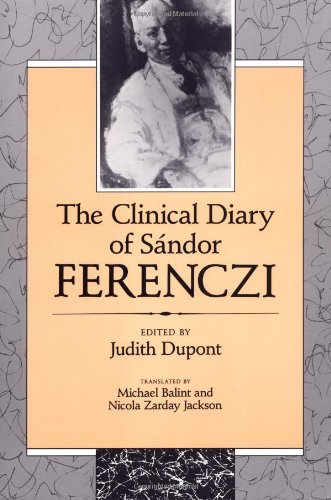 The Clinical Diary
of Sándor
FERENCZI
EDITED BY
Judith Dupont
TRANSLATED BY
Michael Balint and
Nicola Zarday Jackson